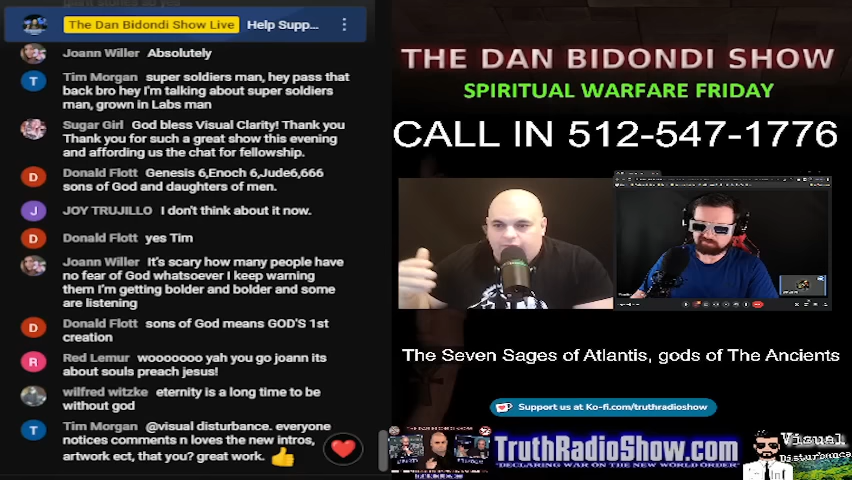 The Dan Bidondi Show Live Help Supp...
Joann Willer Absolutely
T Tim Morgan super soldiers man, hey pass that
back bro hey I'm talking about super soldiers
man, grown in Labs man
Sugar Girl God bless Visual Clarity! Thank you
Thank you for such a great show this evening
and affording us the chat for fellowship.
D Donald Flott Genesis 6,Enoch 6,Jude6,666
sons of God and daughters of men.
J JOY TRUJILLO I don't think about it now.
D Donald Flott yes Tim
Joann Willer It's scary how many people have
no fear of God whatsoever I keep warning
them I'm getting bolder and bolder and some
are listening
D Donald Flott sons of God means GOD'S 1st
creation
R Red Lemur wooooooo yah you go joann its
about souls preach jesus!
wilfred witzke eternity is a long time to be
without god
T Tim Morgan @visual disturbance. everyone
notices comments n loves the new intros,
artwork ect, that you? great work. 👍
THE DAN BIDONDI SHOW
SPIRITUAL WARFARE FRIDAY
CALL IN 512-547-1776
The Seven Sages of Atlantis, gods of The Ancients
Support us at Ko-fi.com/truthradioshow
THE DAN BIDONDI SHOW
TruthRadioShow.com
"DECLARING WAR ON THE NEW WORLD ORDER"
Visual
Disturbance